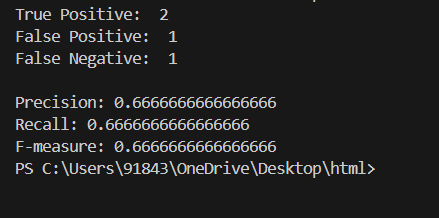 True Positive:  2
False Positive:  1
False Negative:  1
Precision: 0.6666666666666666
Recall: 0.6666666666666666
F-measure: 0.6666666666666666
PS C:\Users\91843\OneDrive\Desktop\html>